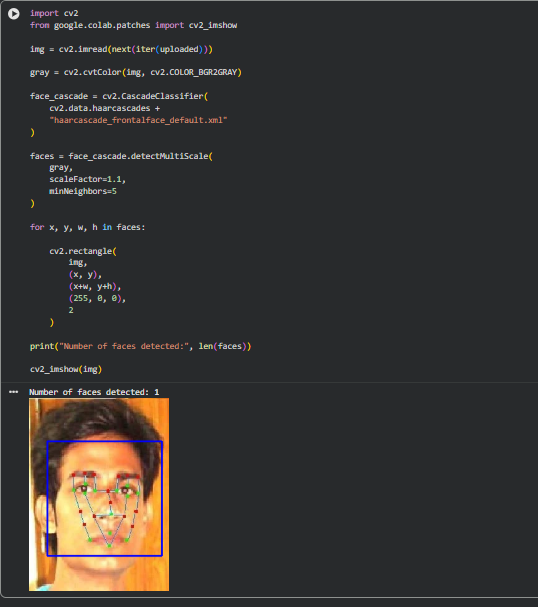 import cv2
from google.colab.patches import cv2_imshow
img = cv2.imread(next(iter(uploaded)))
gray = cv2.cvtColor(img, cv2.COLOR_BGR2GRAY)
face_cascade = cv2.CascadeClassifier(
    cv2.data.haarcascades +
    "haarcascade_frontalface_default.xml"
)
faces = face_cascade.detectMultiScale(
    gray,
    scaleFactor=1.1,
    minNeighbors=5
)
for x, y, w, h in faces:
    cv2.rectangle(
        img,
        (x, y),
        (x+w, y+h),
        (255, 0, 0),
        2
    )
print("Number of faces detected:", len(faces))
cv2_imshow(img)
Number of faces detected: 1